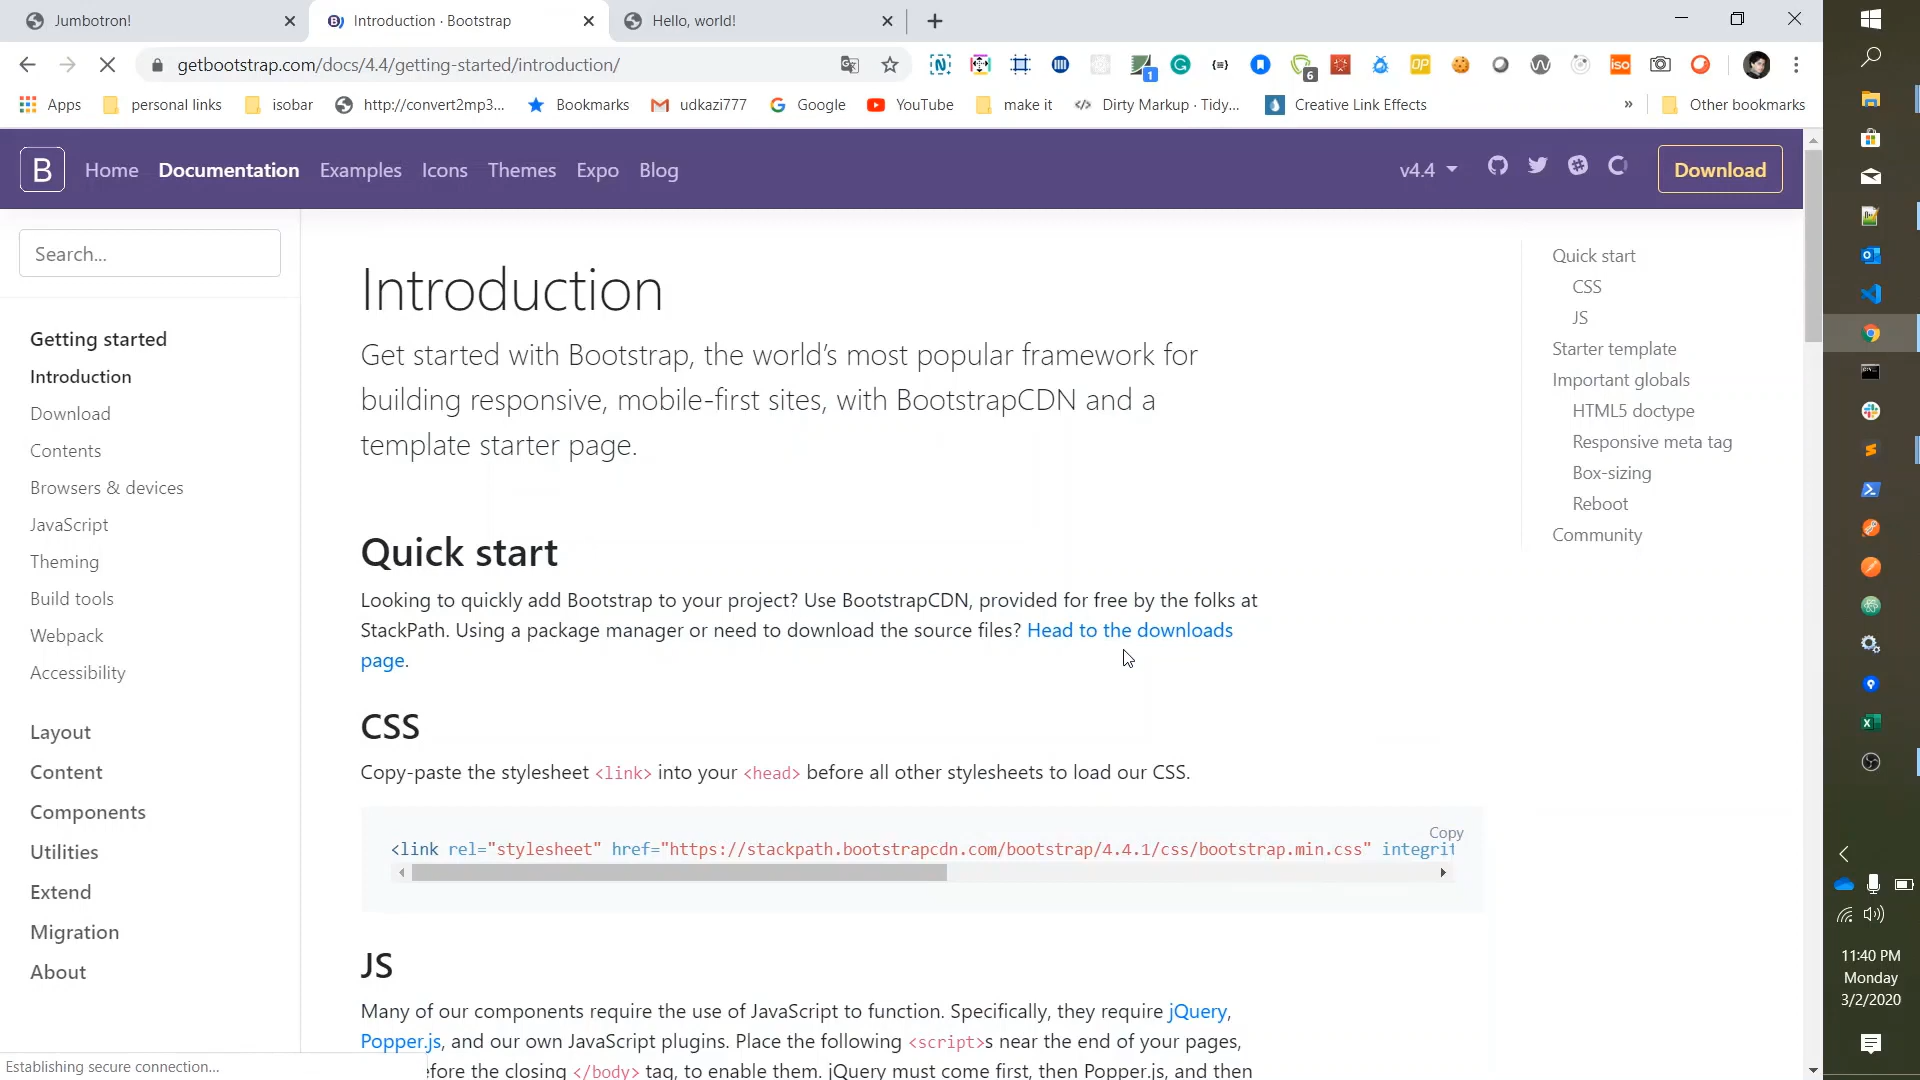 Jumbotron!
Introduction · Bootstrap
Hello, world!
getbootstrap.com/docs/4.4/getting-started/introduction/
1
6
OP
iso
Apps
personal links
isobar
http://convert2mp3...
Bookmarks
udkazi777
Google
YouTube
make it
Dirty Markup · Tidy...
Creative Link Effects
»
Other bookmarks
B
Home
Documentation
Examples
Icons
Themes
Expo
Blog
v4.4
Download
Search...
Getting started
Introduction
Download
Contents
Browsers & devices
JavaScript
Theming
Build tools
Webpack
Accessibility
Layout
Content
Components
Utilities
Extend
Migration
About
Introduction
Get started with Bootstrap, the world’s most popular framework for
building responsive, mobile-first sites, with BootstrapCDN and a
template starter page.
Quick start
Looking to quickly add Bootstrap to your project? Use BootstrapCDN, provided for free by the folks at
StackPath. Using a package manager or need to download the source files? Head to the downloads
page.
CSS
Copy-paste the stylesheet <link> into your <head> before all other stylesheets to load our CSS.
Copy
<link rel="stylesheet" href="https://stackpath.bootstrapcdn.com/bootstrap/4.4.1/css/bootstrap.min.css" integrit
JS
Many of our components require the use of JavaScript to function. Specifically, they require jQuery,
Popper.js, and our own JavaScript plugins. Place the following <script>s near the end of your pages,
efore the closing </body> tag, to enable them. jQuery must come first, then Popper.js, and then
Quick start
CSS
JS
Starter template
Important globals
HTML5 doctype
Responsive meta tag
Box-sizing
Reboot
Community
Establishing secure connection...
11:40 PM
Monday
3/2/2020